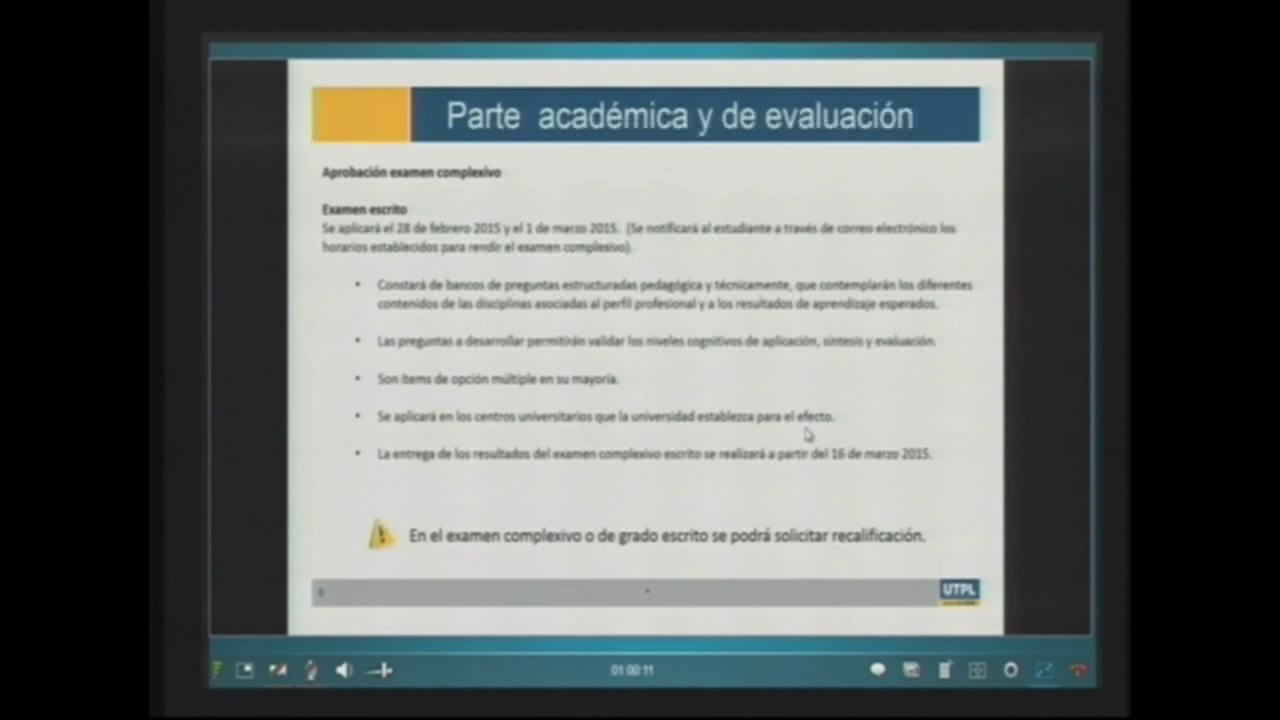 Parte académica y de evaluación
Aprobación examen complexivo
Examen escrito
Se aplicará el 28 de febrero 2015 y el 1 de marzo 2015. (Se notificará al estudiante a través de correo electrónico los
horarios establecidos para rendir el examen complexivo).
• Constará de bancos de preguntas estructuradas pedagógica y técnicamente, que contemplarán los diferentes
contenidos de las disciplinas asociadas al perfil profesional y a los resultados de aprendizaje esperados.
• Las preguntas a desarrollar permitirán validar los niveles cognitivos de aplicación, síntesis y evaluación.
• Son ítems de opción múltiple en su mayoría.
• Se aplicará en los centros universitarios que la universidad establezca para el efecto.
• La entrega de los resultados del examen complexivo escrito se realizará a partir del 16 de marzo 2015.
En el examen complexivo o de grado escrito se podrá solicitar recalificación.
UTPL
01:00:11